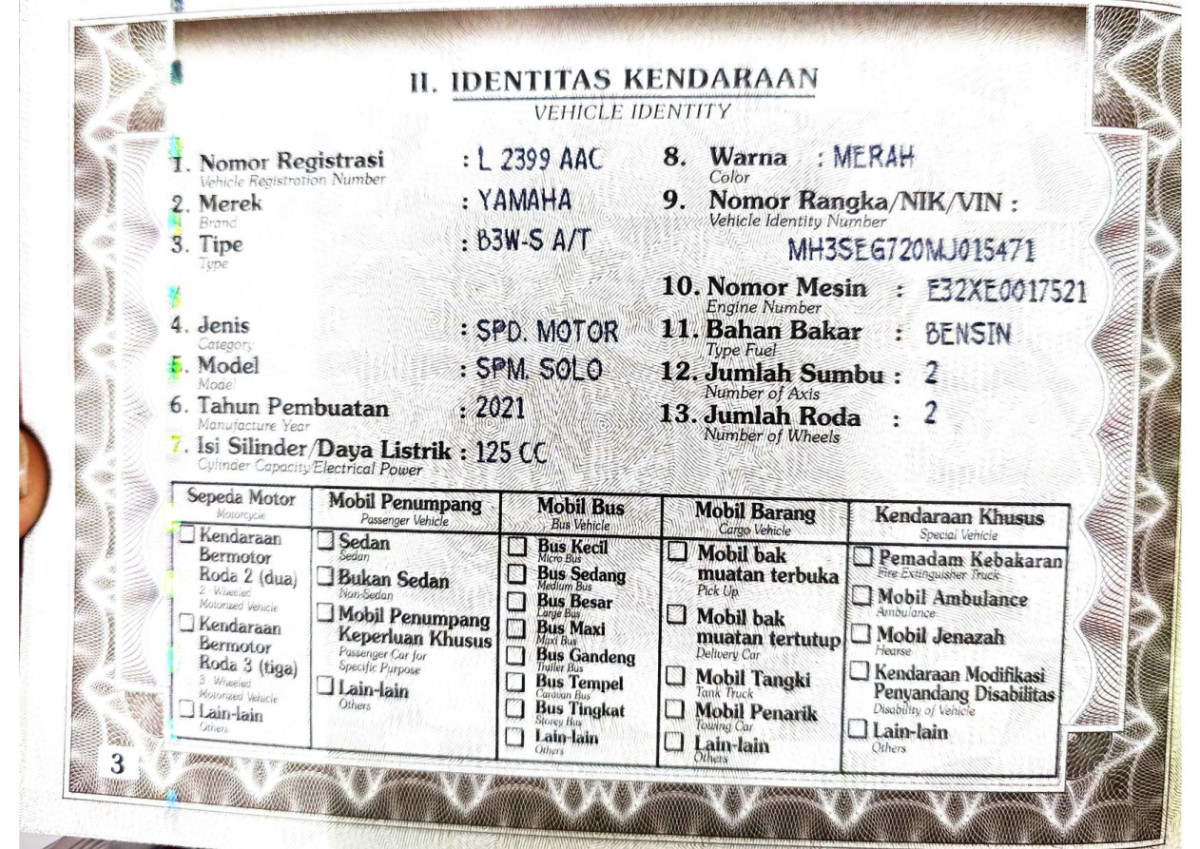 II. IDENTITAS KENDARAAN
VEHICLE IDENTITY
1. Nomor Registrasi : L 2399 AAC
Vehicle Registration Number
2. Merek : YAMAHA
Brand
3. Tipe : B3W-S A/T
Type
4. Jenis : SPD. MOTOR
Category
5. Model : SPM. SOLO
Model
6. Tahun Pembuatan : 2021
Manufacture Year
7. Isi Silinder/Daya Listrik : 125 CC
Cylinder Capacity/Electrical Power
8. Warna : MERAH
Color
9. Nomor Rangka/NIK/VIN :
Vehicle Identity Number
MH3SEG720MJ015471
10. Nomor Mesin : E32XE0017521
Engine Number
11. Bahan Bakar : BENSIN
Type Fuel
12. Jumlah Sumbu : 2
Number of Axis
13. Jumlah Roda : 2
Number of Wheels
Sepeda Motor
Motorcycle
Kendaraan
Bermotor
Roda 2 (dua)
2 - Wheeled
Motorized Vehicle
Kendaraan
Bermotor
Roda 3 (tiga)
3 Wheeled
Motorized Vehicle
Lain-lain
Others
Mobil Penumpang
Passenger Vehicle
Sedan
Sedan
Bukan Sedan
Non-Sedan
Mobil Penumpang
Keperluan Khusus
Passenger Car for
Specific Purpose
Lain-lain
Others
Mobil Bus
Bus Vehicle
Bus Kecil
Micro Bus
Bus Sedang
Medium Bus
Bus Besar
Large Bus
Bus Maxi
Maxi Bus
Bus Gandeng
Trailer Bus
Bus Tempel
Caravan Bus
Bus Tingkat
Storey Bus
Lain-lain
Others
Mobil Barang
Cargo Vehicle
Mobil bak
muatan terbuka
Pick Up
Mobil bak
muatan tertutup
Delivery Car
Mobil Tangki
Tank Truck
Mobil Penarik
Towing Car
Lain-lain
Others
Kendaraan Khusus
Special Vehicle
Pemadam Kebakaran
Fire Extinguisher Truck
Mobil Ambulance
Ambulance
Mobil Jenazah
Hearse
Kendaraan Modifikasi
Penyandang Disabilitas
Disability of Vehicle
Lain-lain
Others
3